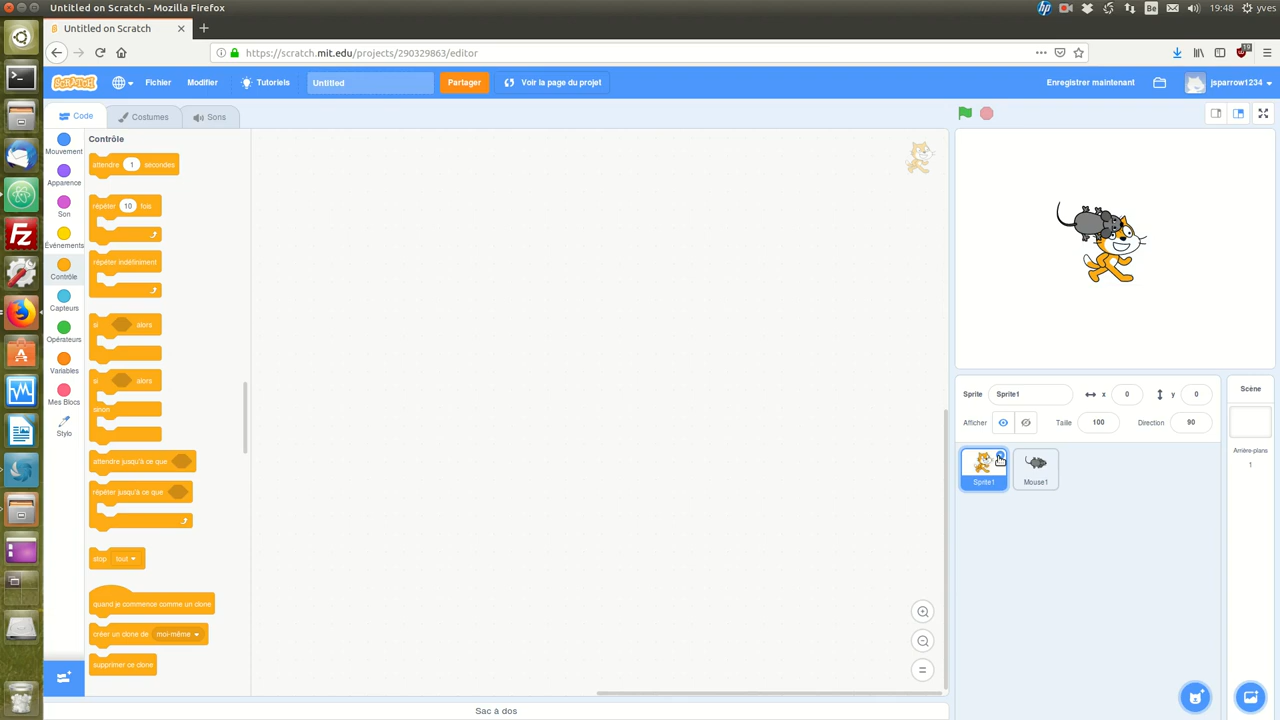 Untitled on Scratch - Mozilla Firefox
Be
19:48
yves
Untitled on Scratch
https://scratch.mit.edu/projects/290329863/editor
19
SCRATCH
Fichier
Modifier
Tutoriels
Untitled
Partager
Voir la page du projet
Enregistrer maintenant
jsparrow1234
Code
Costumes
Sons
Mouvement
Apparence
Son
Événements
Contrôle
Capteurs
Opérateurs
Variables
Mes Blocs
Stylo
Contrôle
attendre 1 secondes
répéter 10 fois
répéter indéfiniment
si alors
si alors
sinon
attendre jusqu'à ce que
répéter jusqu'à ce que
stop tout
quand je commence comme un clone
créer un clone de moi-même
supprimer ce clone
Sac à dos
Sprite Sprite1 x 0 y 0
Afficher Taille 100 Direction 90
Sprite1
Mouse1
Scène
Arrière-plans
1